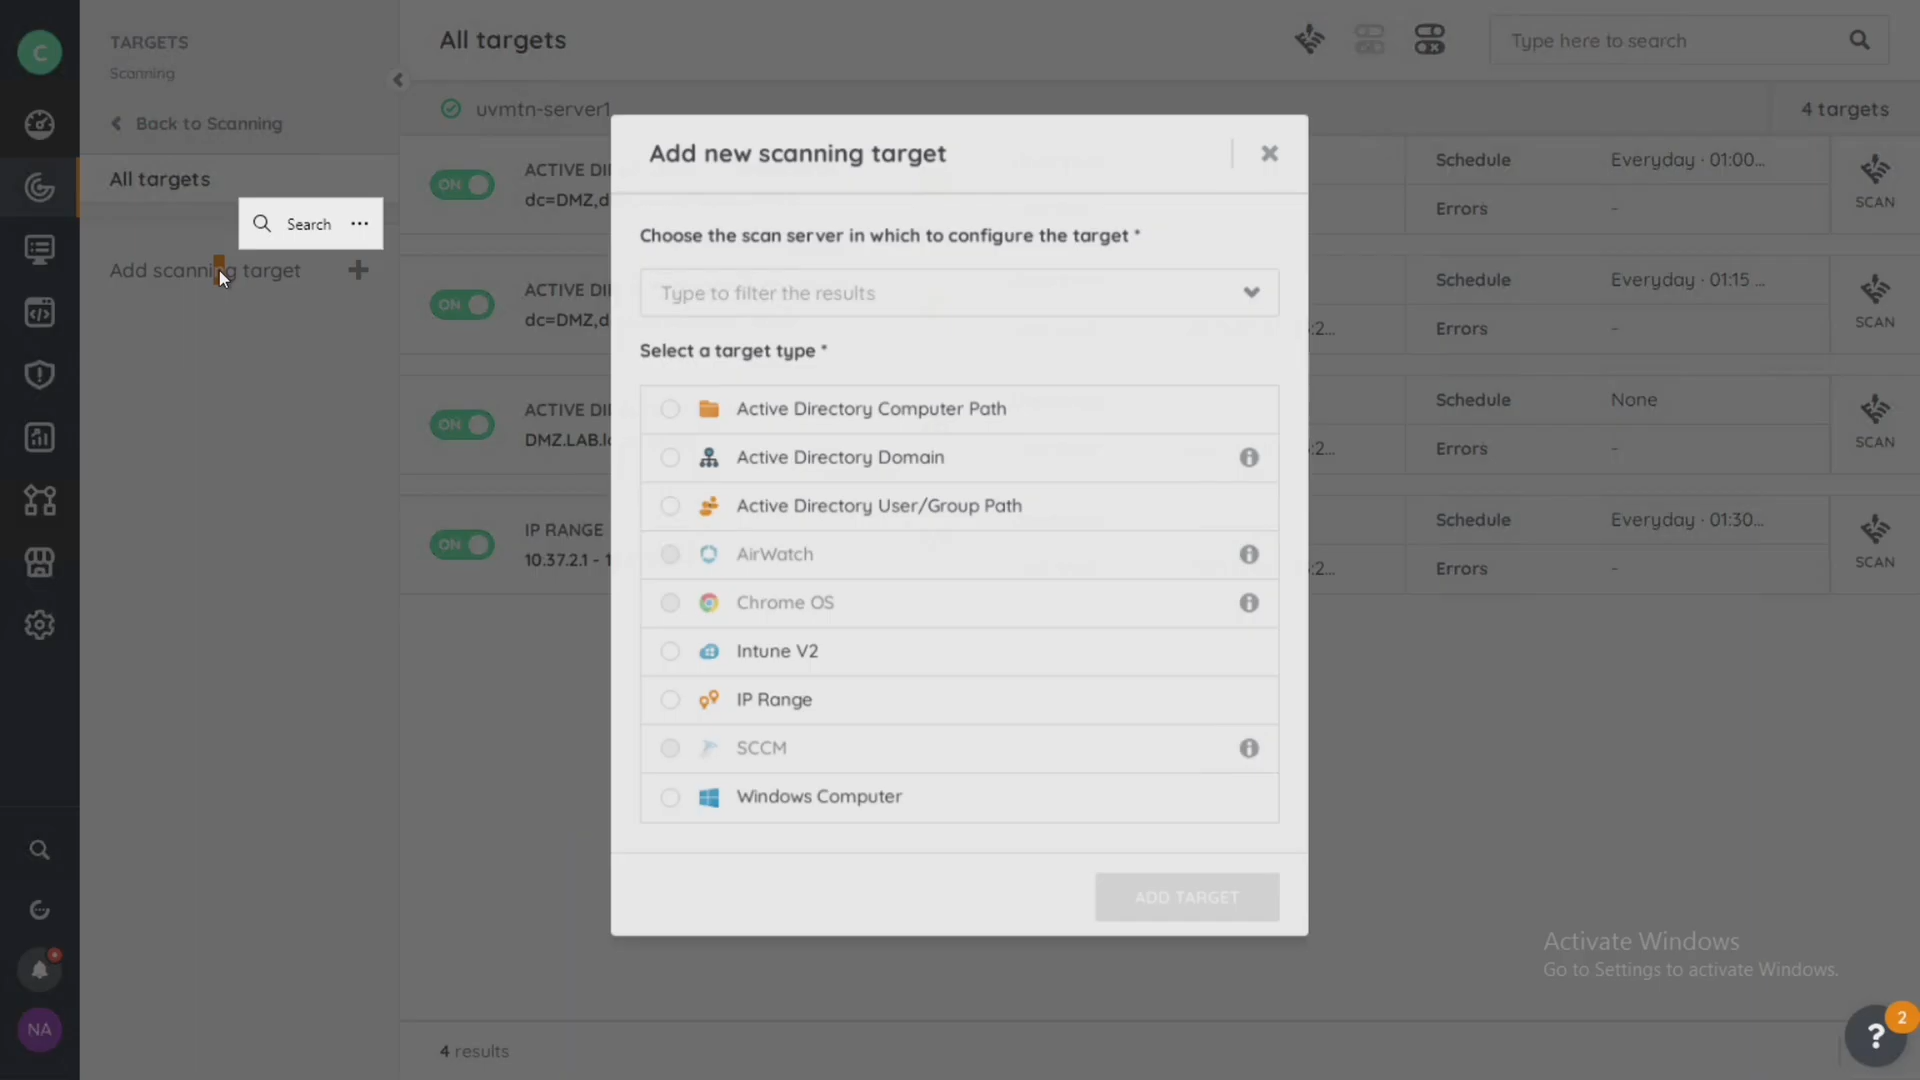 C
TARGETS
Scanning
Back to Scanning
All targets
Search
Add scanning target
NA
All targets
Type here to search
uvmtn-server1
4 targets
ON
ACTIVE DI
dc=DMZ,d
Schedule
Everyday · 01:00...
Errors
-
SCAN
ON
ACTIVE DI
dc=DMZ,d
:2...
Schedule
Everyday · 01:15 ...
Errors
-
SCAN
ON
ACTIVE DI
DMZ.LAB.lo
:2...
Schedule
None
Errors
-
SCAN
ON
IP RANGE
10.37.2.1 - 1
:2...
Schedule
Everyday · 01:30...
Errors
-
SCAN
Add new scanning target
Choose the scan server in which to configure the target *
Type to filter the results
Select a target type *
Active Directory Computer Path
Active Directory Domain
Active Directory User/Group Path
AirWatch
Chrome OS
Intune V2
IP Range
SCCM
Windows Computer
ADD TARGET
Activate Windows
Go to Settings to activate Windows.
4 results
2
?